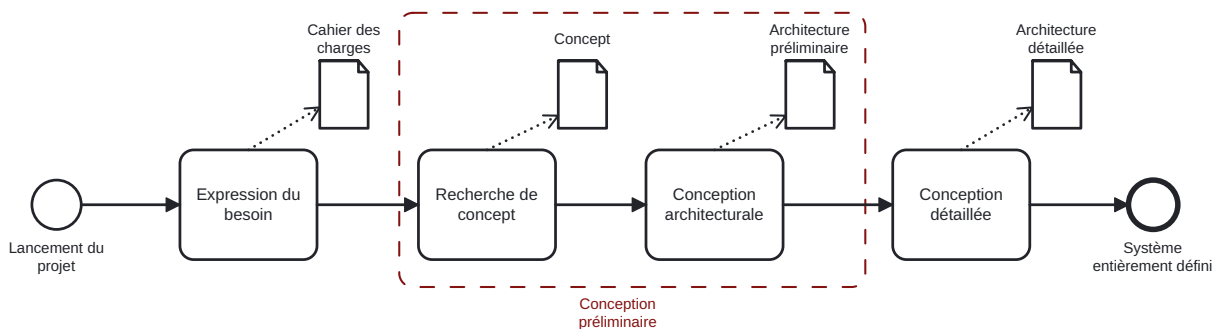 Cahier des
charges
Concept
Architecture
préliminaire
Architecture
détaillée
Expression du
besoin
Recherche de
concept
Conception
architecturale
Conception
détaillée
Lancement du
projet
Système
entièrement défini
Conception
préliminaire